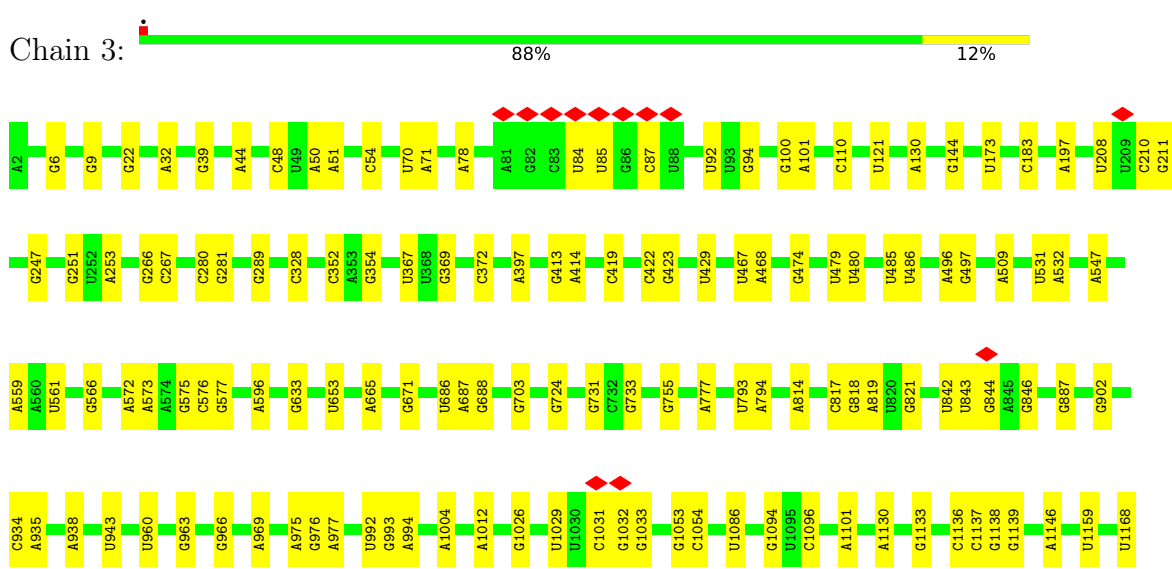 Chain 3:
88% 12%
A2 G6 G9 G22 A32 G39 A44 C48 U49 A50 A51 C54 U70 A71 A78 A81 G82 C83 U84 U85 G86 C87 U88 U92 U93 G94 G100 A101 C110 U121 A130 G144 U173 C183 A197 U208 U209 C210 G211
G247 G251 U252 A253 G266 C267 C280 G281 G289 C328 C352 A353 G354 U367 U368 G369 C372 A397 G413 A414 C419 C422 G423 U429 U467 A468 G474 U479 U480 U485 U486 A496 G497 A509 U531 A532 A547
A559 A560 U561 G566 A572 A573 A574 G575 C576 G577 A596 G633 U653 A665 G671 U686 A687 G688 G703 G724 G731 C732 G733 G755 A777 U793 A794 A814 C817 G818 A819 U820 G821 U842 U843 G844 A845 G846 G887 G902
C934 A935 A938 U943 U960 G963 G966 A969 A975 G976 A977 U992 G993 A994 A1004 A1012 G1026 U1029 U1030 C1031 G1032 G1033 G1053 C1054 U1086 G1094 U1095 C1096 A1101 A1130 G1133 C1136 C1137 G1138 G1139 A1146 U1159 U1168